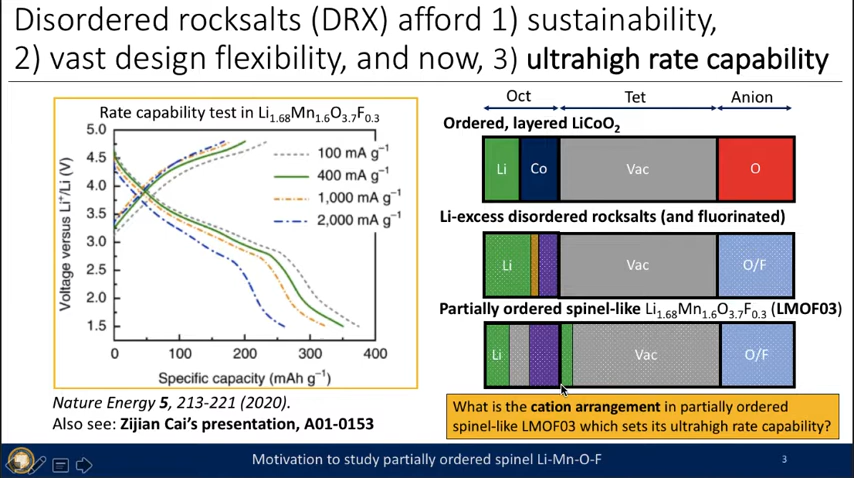 Disordered rocksalts (DRX) afford 1) sustainability,
2) vast design flexibility, and now, 3) ultrahigh rate capability
Rate capability test in Li₁.₆₈Mn₁.₆O₃.₇F₀.₃
5.0
4.5
4.0
3.5
3.0
2.5
2.0
1.5
Voltage versus Li⁺/Li (V)
100 mA g⁻¹
400 mA g⁻¹
1,000 mA g⁻¹
2,000 mA g⁻¹
0 100 200 300 400
Specific capacity (mAh g⁻¹)
Nature Energy 5, 213-221 (2020).
Also see: Zijian Cai's presentation, A01-0153
Oct Tet Anion
Ordered, layered LiCoO₂
Li Co Vac O
Li-excess disordered rocksalts (and fluorinated)
Li Vac O/F
Partially ordered spinel-like Li₁.₆₈Mn₁.₆O₃.₇F₀.₃ (LMOF03)
Li Vac O/F
What is the cation arrangement in partially ordered
spinel-like LMOF03 which sets its ultrahigh rate capability?
Motivation to study partially ordered spinel Li-Mn-O-F
3